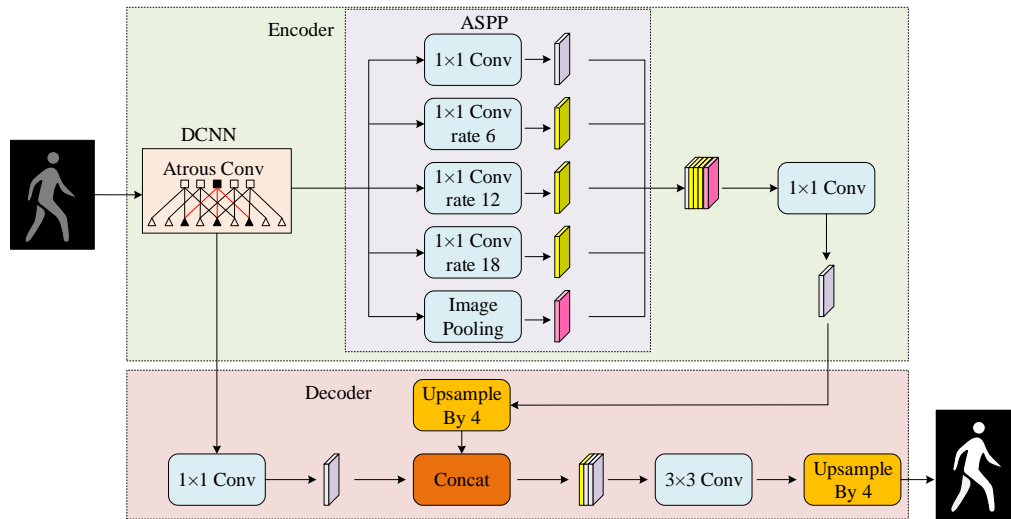 Encoder
ASPP
1×1 Conv
1×1 Conv
rate 6
DCNN
Atrous Conv
1×1 Conv
rate 12
1×1 Conv
1×1 Conv
rate 18
Image
Pooling
Decoder
Upsample
By 4
1×1 Conv
Concat
3×3 Conv
Upsample
By 4